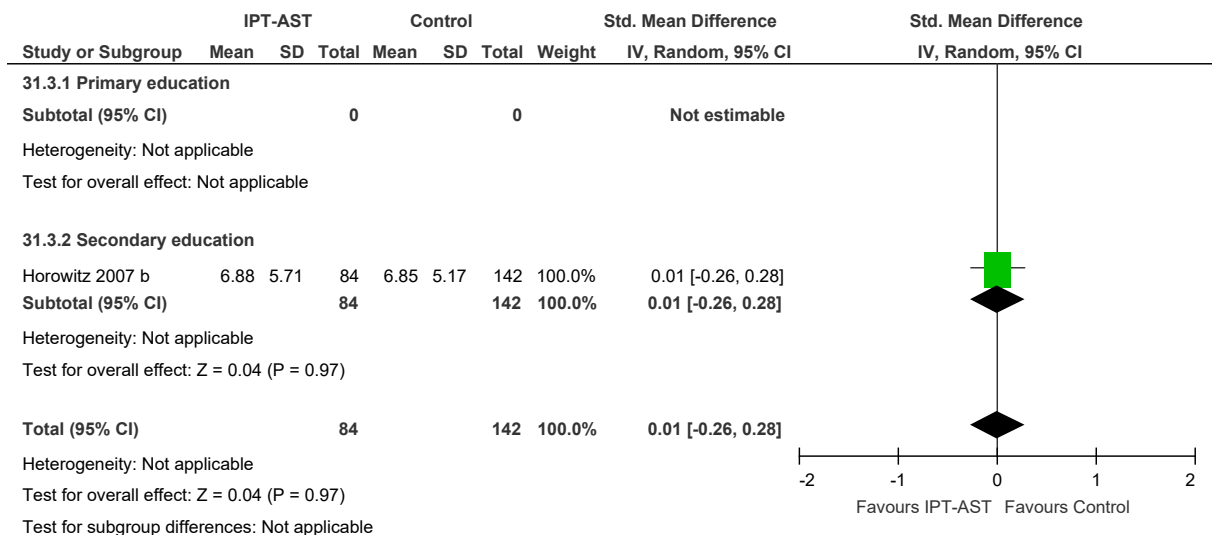 IPT-AST Control Std. Mean Difference Std. Mean Difference
Study or Subgroup Mean SD Total Mean SD Total Weight IV, Random, 95% CI IV, Random, 95% CI
31.3.1 Primary education
Subtotal (95% CI) 0 0 Not estimable
Heterogeneity: Not applicable
Test for overall effect: Not applicable
31.3.2 Secondary education
Horowitz 2007 b 6.88 5.71 84 6.85 5.17 142 100.0% 0.01 [-0.26, 0.28]
Subtotal (95% CI) 84 142 100.0% 0.01 [-0.26, 0.28]
Heterogeneity: Not applicable
Test for overall effect: Z = 0.04 (P = 0.97)
Total (95% CI) 84 142 100.0% 0.01 [-0.26, 0.28]
Heterogeneity: Not applicable
Test for overall effect: Z = 0.04 (P = 0.97)
Test for subgroup differences: Not applicable
-2 -1 0 1 2
Favours IPT-AST Favours Control